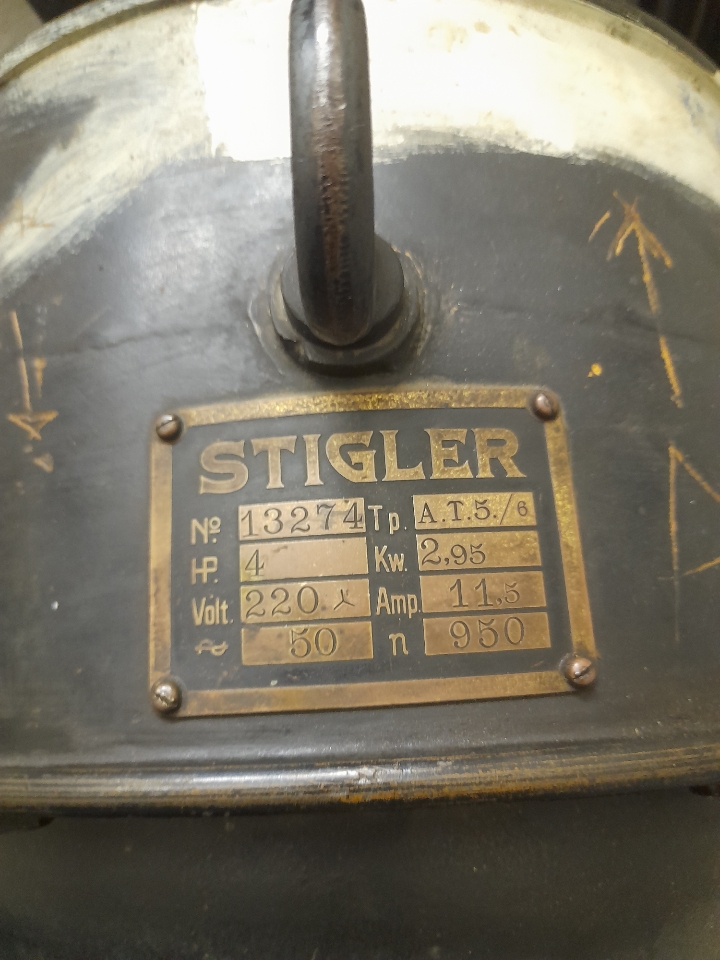 STIGLER
Nº. 13274 Tp. A.T.5./6
HP. 4 Kw. 2,95
Volt. 220. ⅄ Amp. 11,5
~ 50 n 950